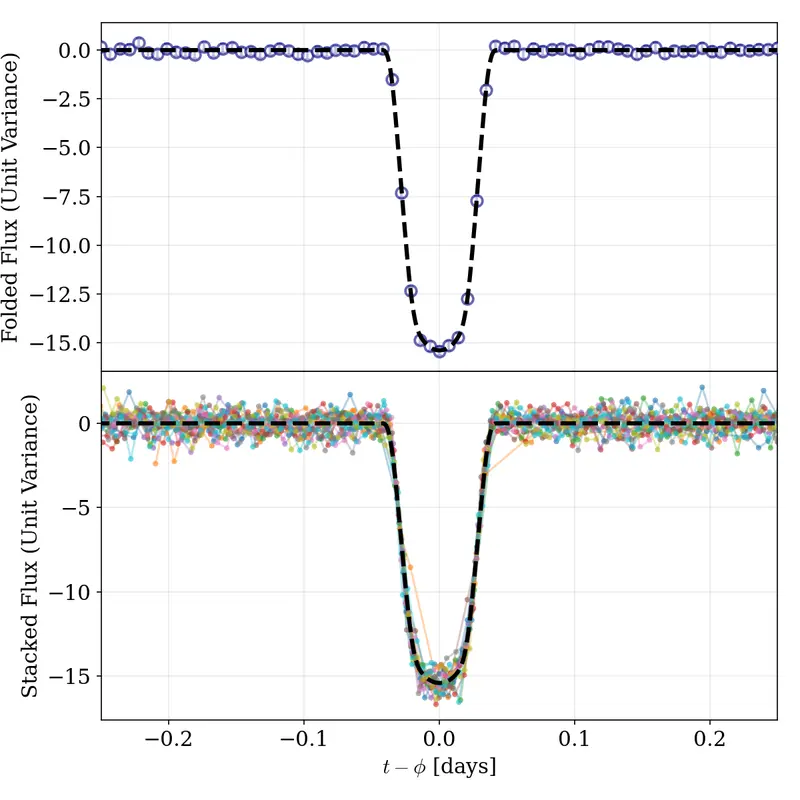 Folded Flux (Unit Variance)
0.0
−2.5
−5.0
−7.5
−10.0
−12.5
−15.0
Stacked Flux (Unit Variance)
0
−5
−10
−15
−0.2 −0.1 0.0 0.1 0.2
t − ϕ [days]